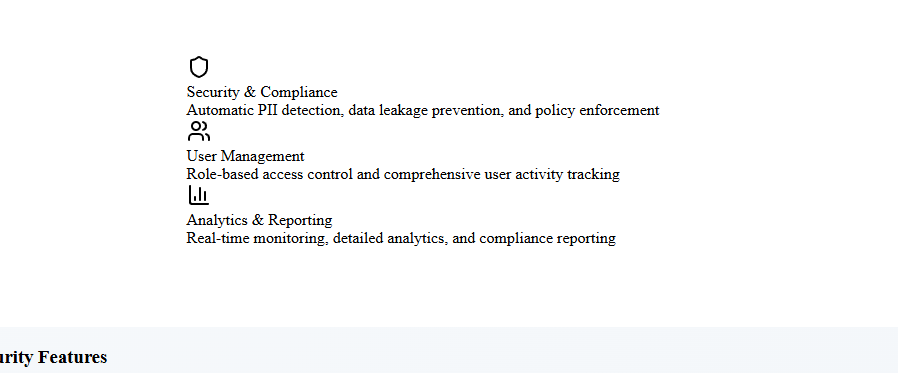 Security & Compliance
Automatic PII detection, data leakage prevention, and policy enforcement
User Management
Role-based access control and comprehensive user activity tracking
Analytics & Reporting
Real-time monitoring, detailed analytics, and compliance reporting
Features